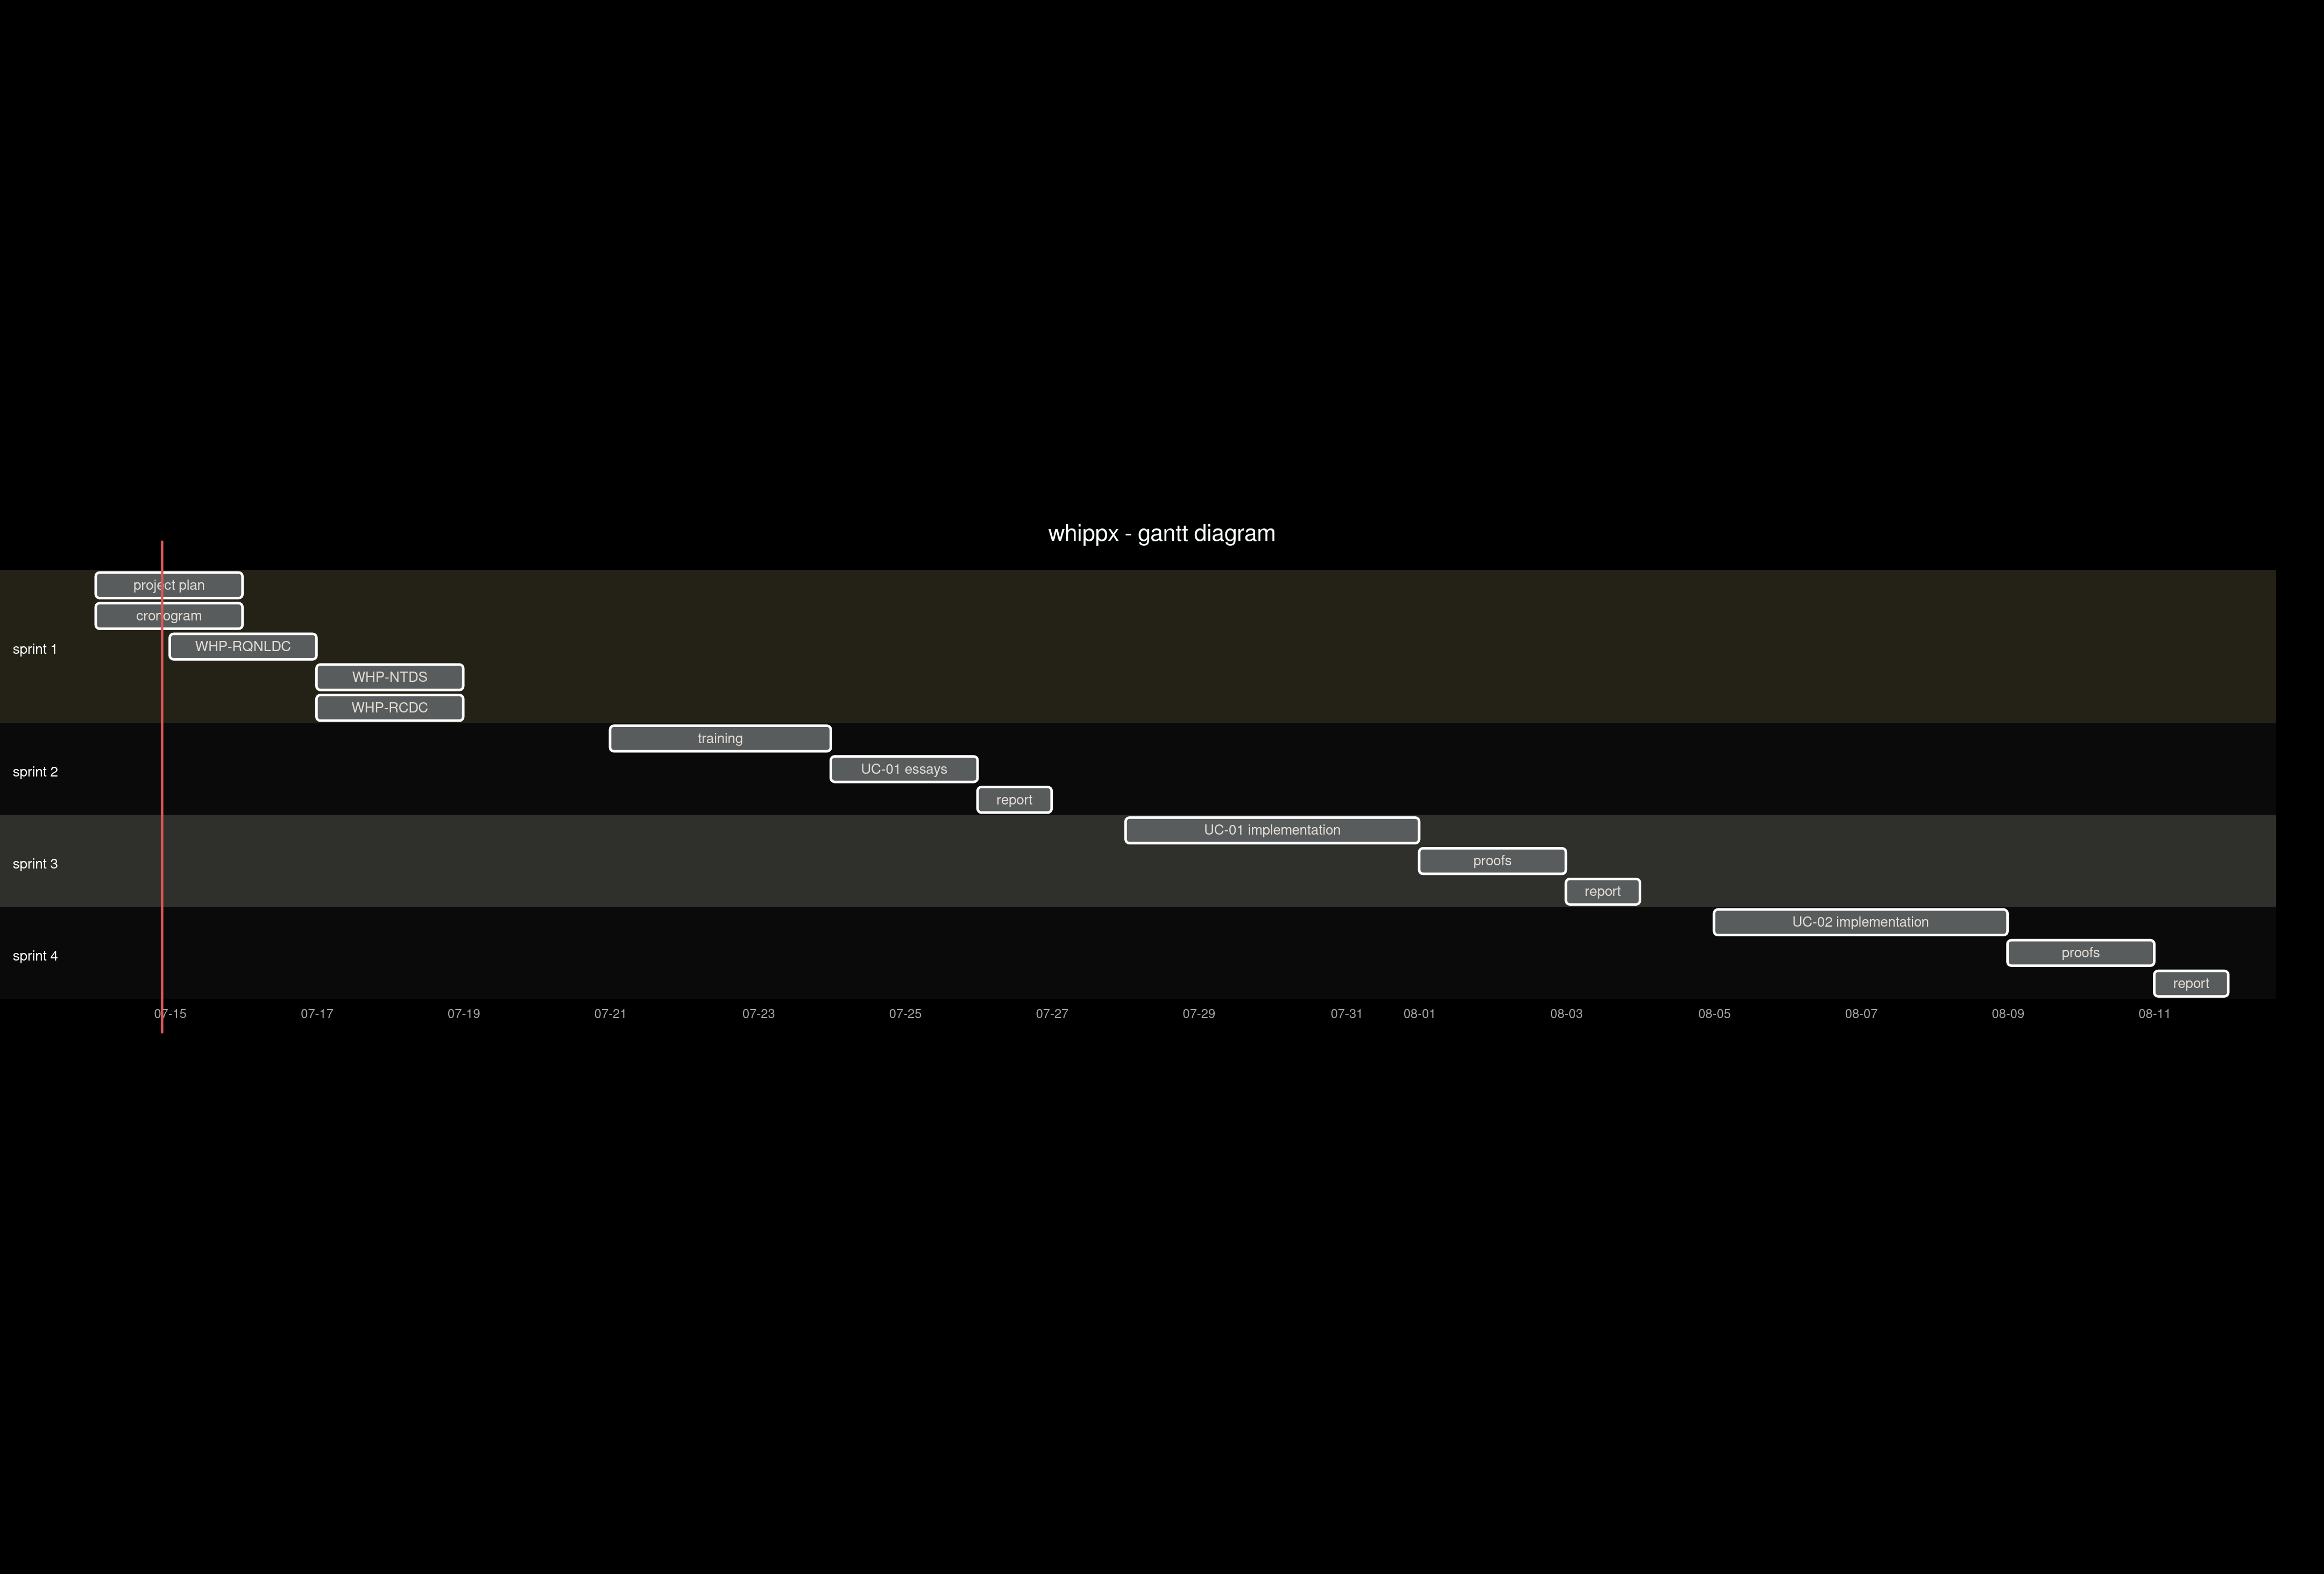 whippx - gantt diagram
project plan
cronogram
sprint 1
WHP-RQNLDC
WHP-NTDS
WHP-RCDC
training
sprint 2
UC-01 essays
report
UC-01 implementation
sprint 3
proofs
report
UC-02 implementation
sprint 4
proofs
report
07-15 07-17 07-19 07-21 07-23 07-25 07-27 07-29 07-31 08-01 08-03 08-05 08-07 08-09 08-11